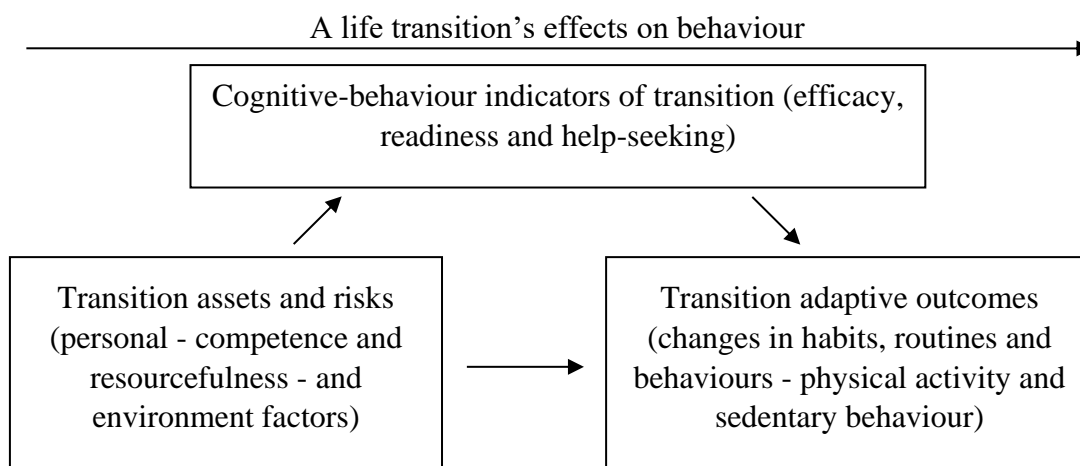 A life transition’s effects on behaviour
Cognitive-behaviour indicators of transition (efficacy,
readiness and help-seeking)
Transition assets and risks
(personal - competence and
resourcefulness - and
environment factors)
Transition adaptive outcomes
(changes in habits, routines and
behaviours - physical activity and
sedentary behaviour)